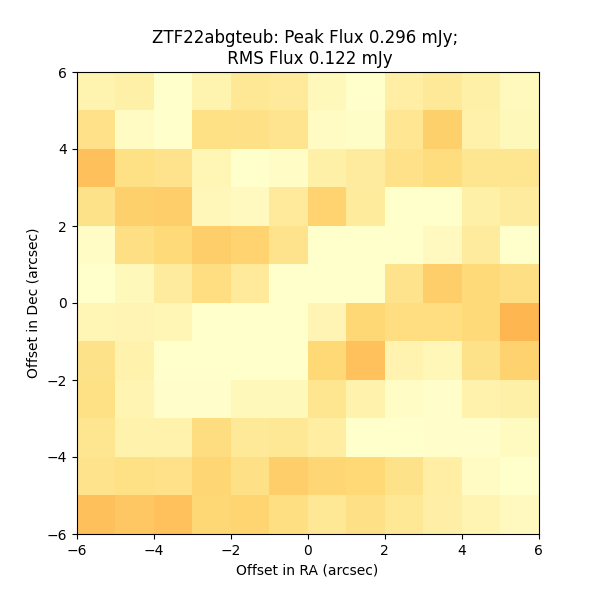 ZTF22abgteub: Peak Flux 0.296 mJy;
RMS Flux 0.122 mJy
6
4
2
0
−2
−4
−6
Offset in Dec (arcsec)
−6 −4 −2 0 2 4 6
Offset in RA (arcsec)